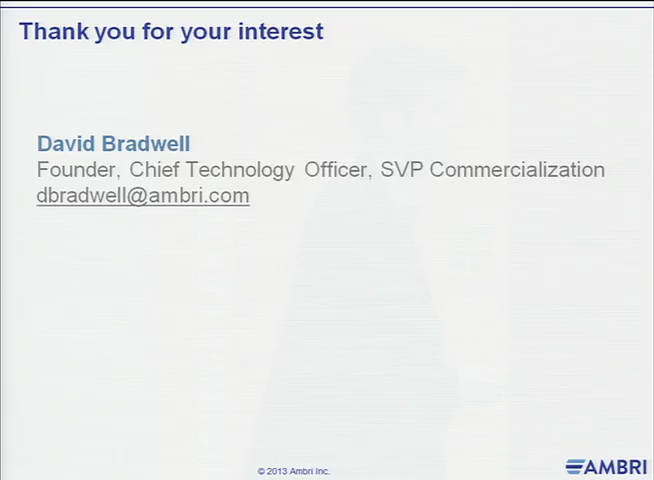 Thank you for your interest
David Bradwell
Founder, Chief Technology Officer, SVP Commercialization
dbradwell@ambri.com
© 2013 Ambri Inc.
AMBRI